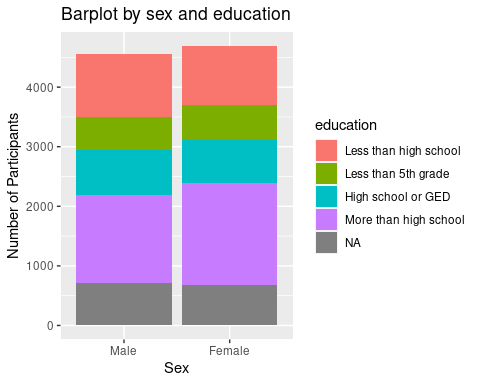 Barplot by sex and education
Number of Participants
4000
3000
2000
1000
0
Male Female
Sex
education
Less than high school
Less than 5th grade
High school or GED
More than high school
NA